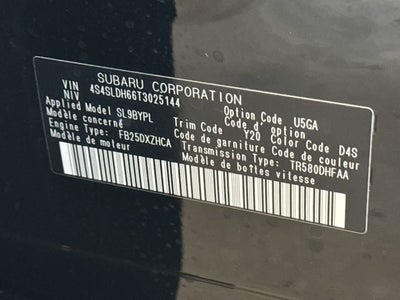 SUBARU CORPORATION
VIN
NIV 4S4SLDH66T3025144
Applied Model SL9BYPL Option Code U5GA
Modèle concerné Code d' option
Trim Code Y20 Color Code D4S
Engine Type: FB25DXZHCA Code de garniture Code de couleur
Modèle de moteur Transmission Type: TR580DHFAA
Modèle de boîtes vitesse